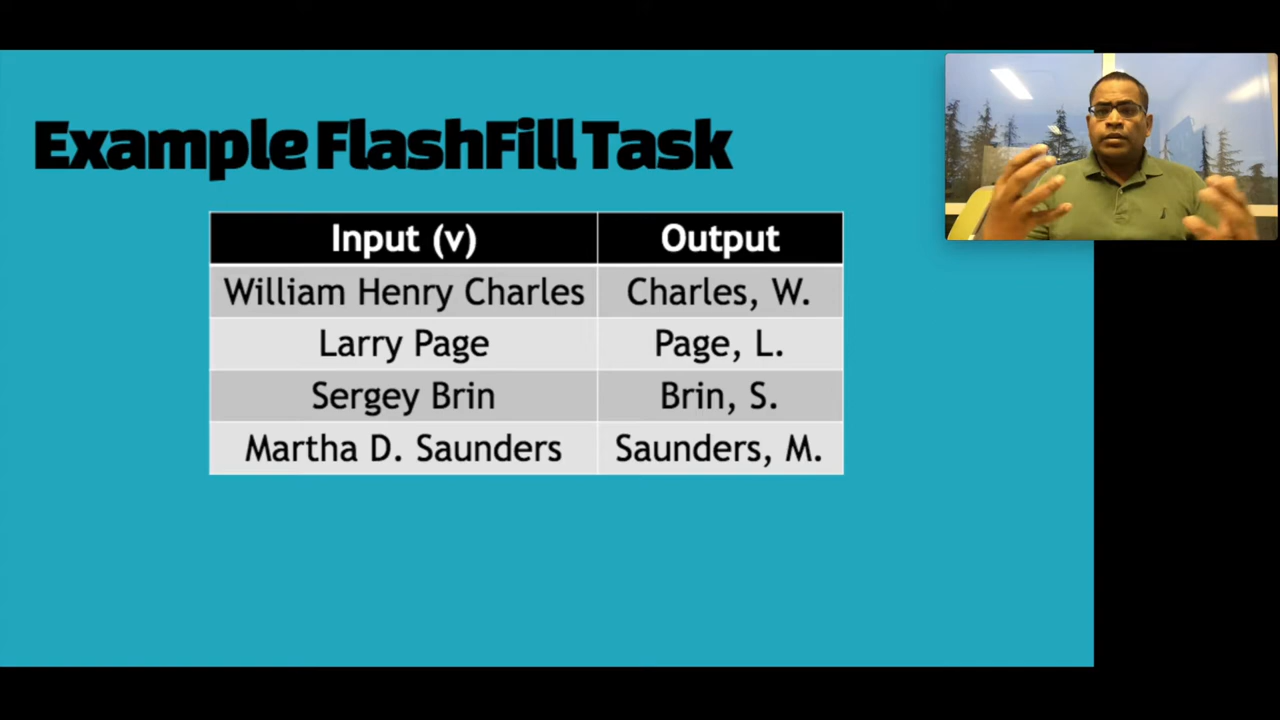 Example FlashFill Task
Input (v) Output
William Henry Charles Charles, W.
Larry Page Page, L.
Sergey Brin Brin, S.
Martha D. Saunders Saunders, M.